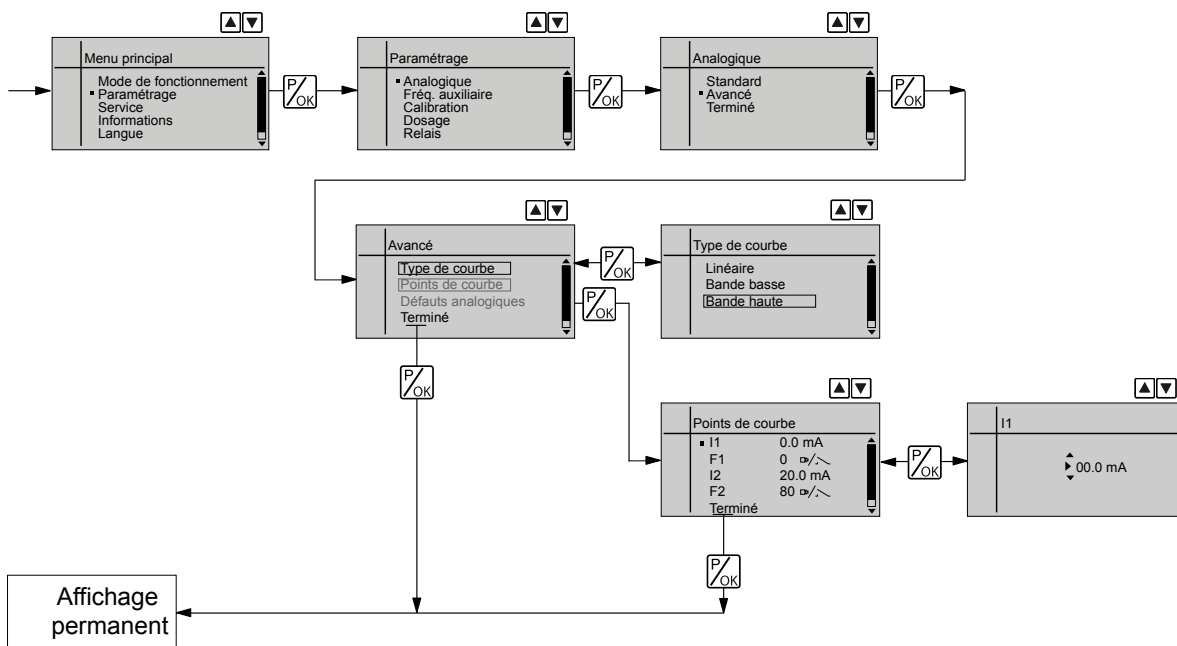 Menu principal
Mode de fonctionnement
Paramétrage
Service
Informations
Langue
P/OK
Paramétrage
Analogique
Fréq. auxiliaire
Calibration
Dosage
Relais
P/OK
Analogique
Standard
Avancé
Terminé
P/OK
Avancé
Type de courbe
Points de courbe
Défauts analogiques
Terminé
P/OK
P/OK
Type de courbe
Linéaire
Bande basse
Bande haute
P/OK
Points de courbe
I1 0.0 mA
F1 0
I2 20.0 mA
F2 80
Terminé
P/OK
I1
00.0 mA
P/OK
Affichage
permanent